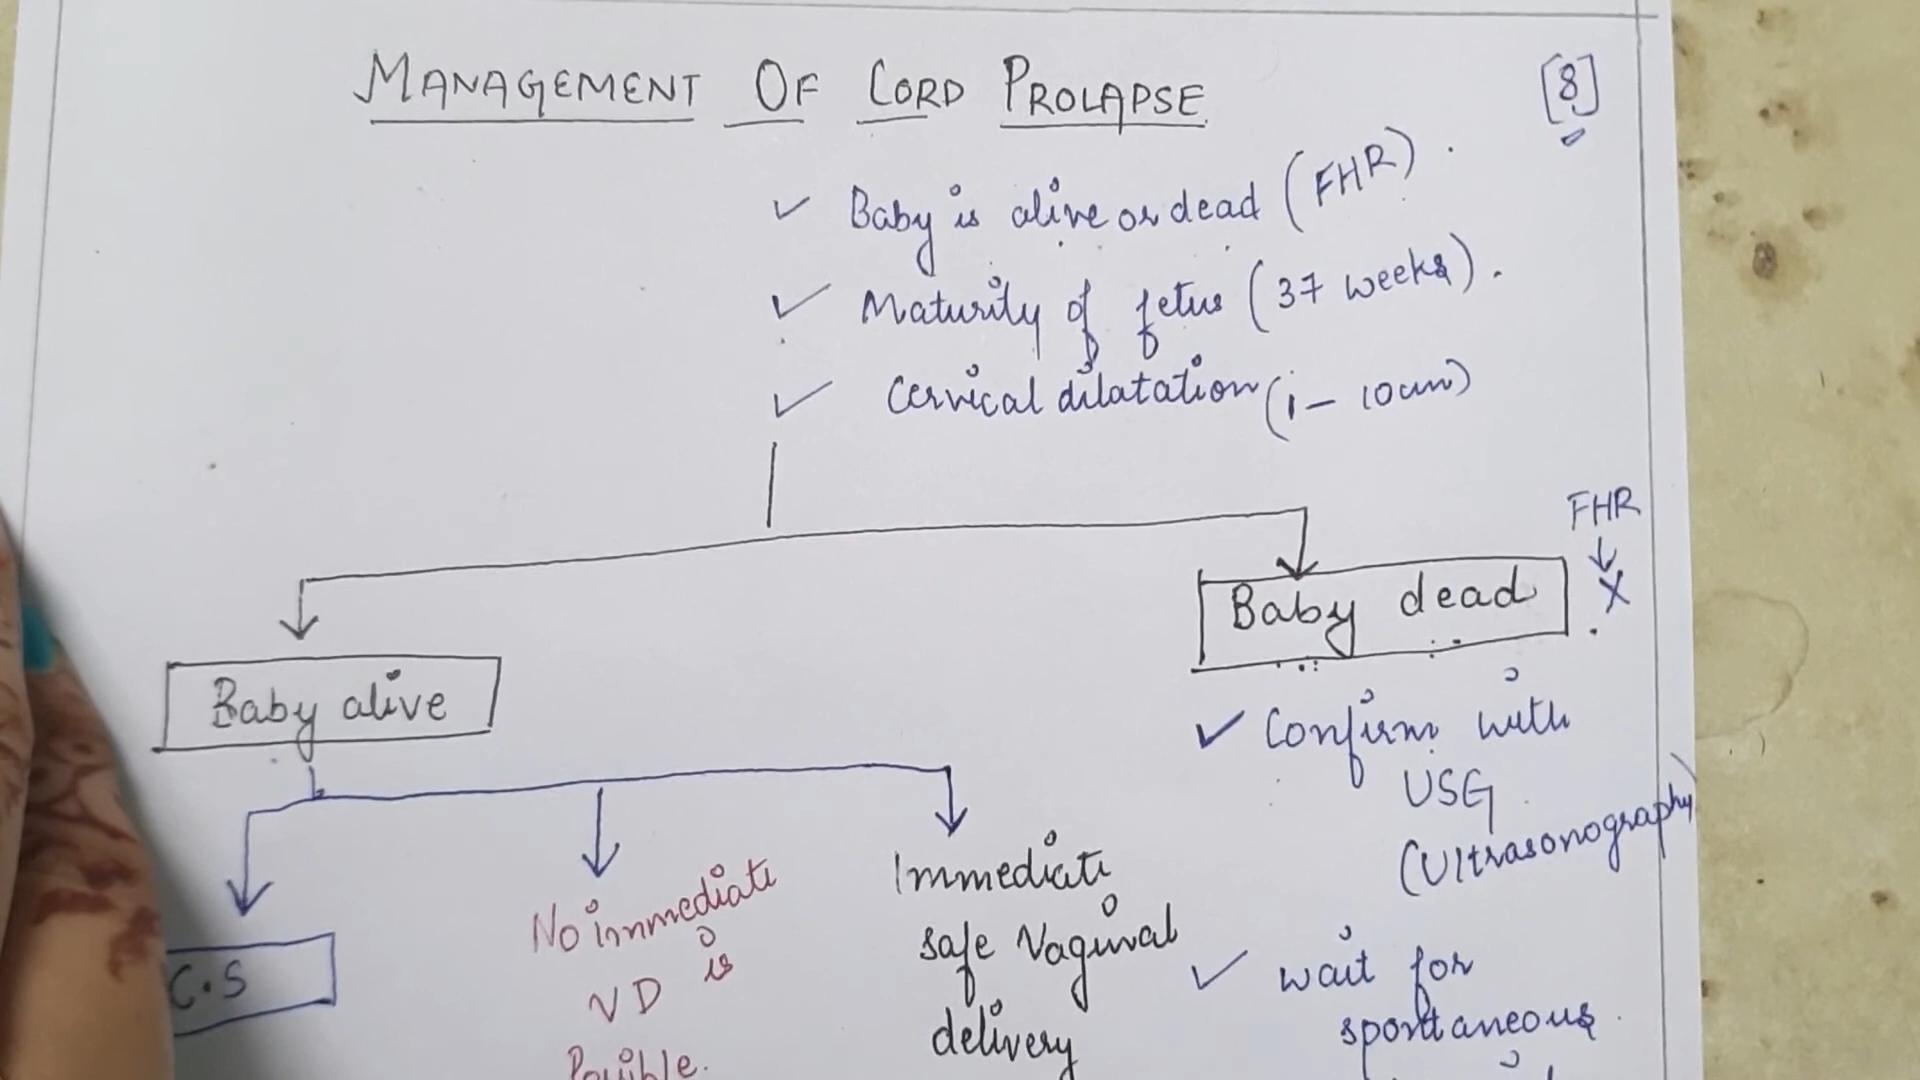 MANAGEMENT OF CORD PROLAPSE
[8]
✓ Baby is alive or dead (FHR).
✓ Maturity of fetus (37 weeks).
✓ Cervical dilatation (1 - 10cm)
FHR
↓
X
Baby dead
Baby alive
✓ Confirm with
USG
(Ultrasonography)
✓ wait for
spontaneous
C.S
No immediate
VD is
Possible.
Immediate
safe Vaginal
delivery